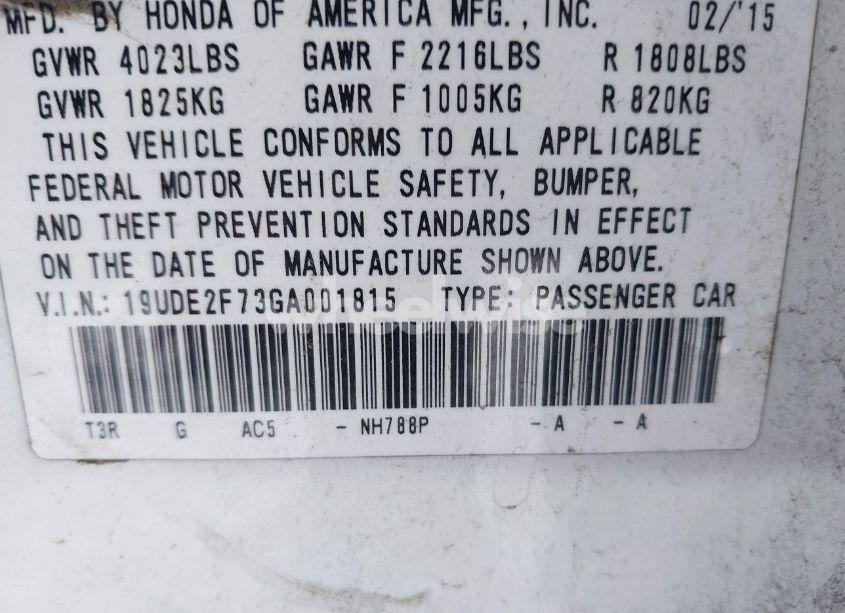 MFD. BY HONDA OF AMERICA MFG., INC. 02/'15
GVWR 4023LBS GAWR F 2216LBS R 1808LBS
GVWR 1825KG GAWR F 1005KG R 820KG
THIS VEHICLE CONFORMS TO ALL APPLICABLE
FEDERAL MOTOR VEHICLE SAFETY, BUMPER,
AND THEFT PREVENTION STANDARDS IN EFFECT
ON THE DATE OF MANUFACTURE SHOWN ABOVE.
V.I.N.: 19UDE2F73GA001815 TYPE: PASSENGER CAR
wheelwise
T3R G AC5 - NH788P - A - A